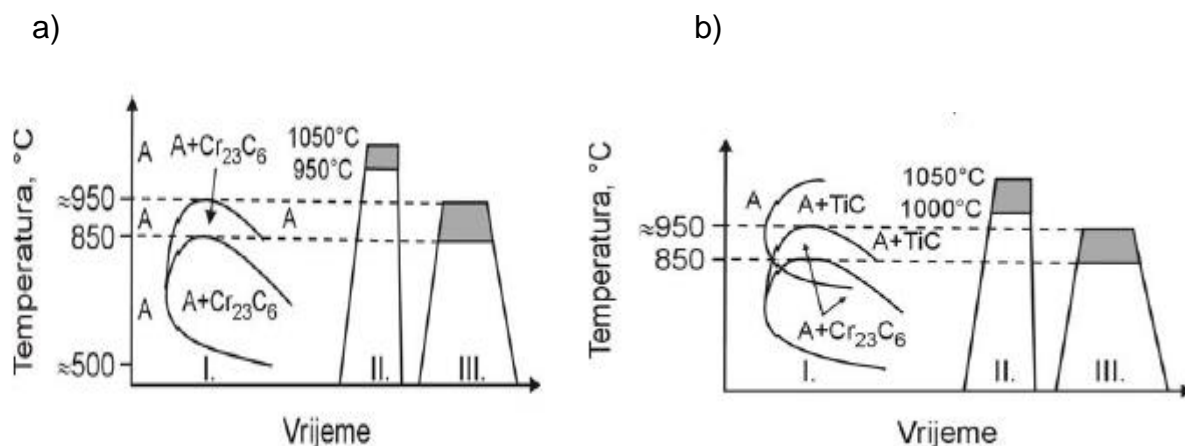 a)
Temperatura, °C
A
A+Cr23C6
≈950
A
A
850
A
A+Cr23C6
≈500
I.
1050°C
950°C
II.
III.
Vrijeme
b)
Temperatura, °C
A
A+TiC
≈950
A+TiC
850
A+Cr23C6
I.
1050°C
1000°C
II.
III.
Vrijeme